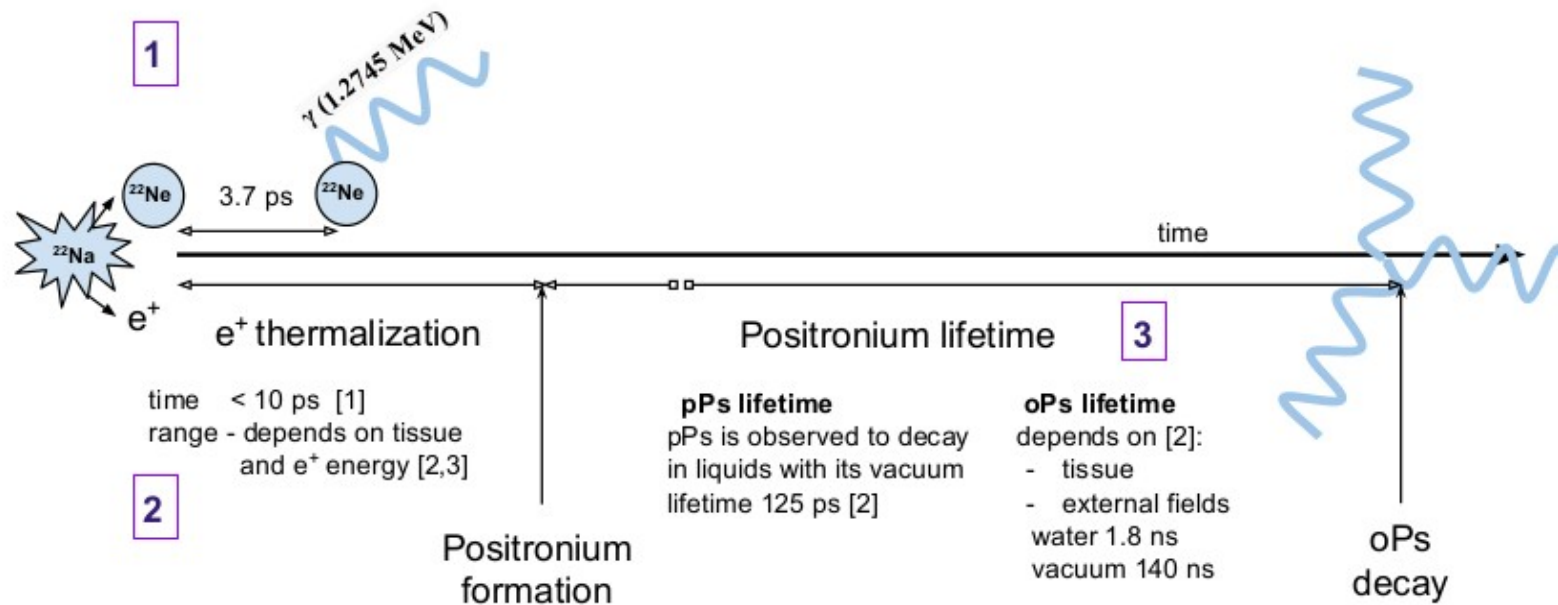 1
γ (1.2745 MeV)
²²Ne
3.7 ps
²²Ne
²²Na
time
e⁺
e⁺ thermalization
Positronium lifetime
3
time < 10 ps [1]
range - depends on tissue
and e⁺ energy [2,3]
2
pPs lifetime
pPs is observed to decay
in liquids with its vacuum
lifetime 125 ps [2]
oPs lifetime
depends on [2]:
- tissue
- external fields
water 1.8 ns
vacuum 140 ns
Positronium
formation
oPs
decay